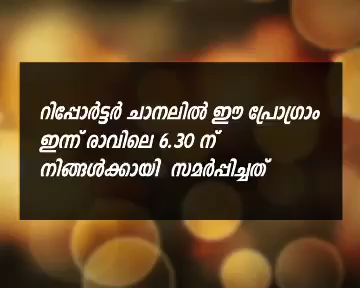 റിപ്പോർട്ടർ ചാനലിൽ ഈ പ്രോഗ്രാം
ഇന്ന് രാവിലെ 6.30 ന്
നിങ്ങൾക്കായി സമർപ്പിച്ചത്